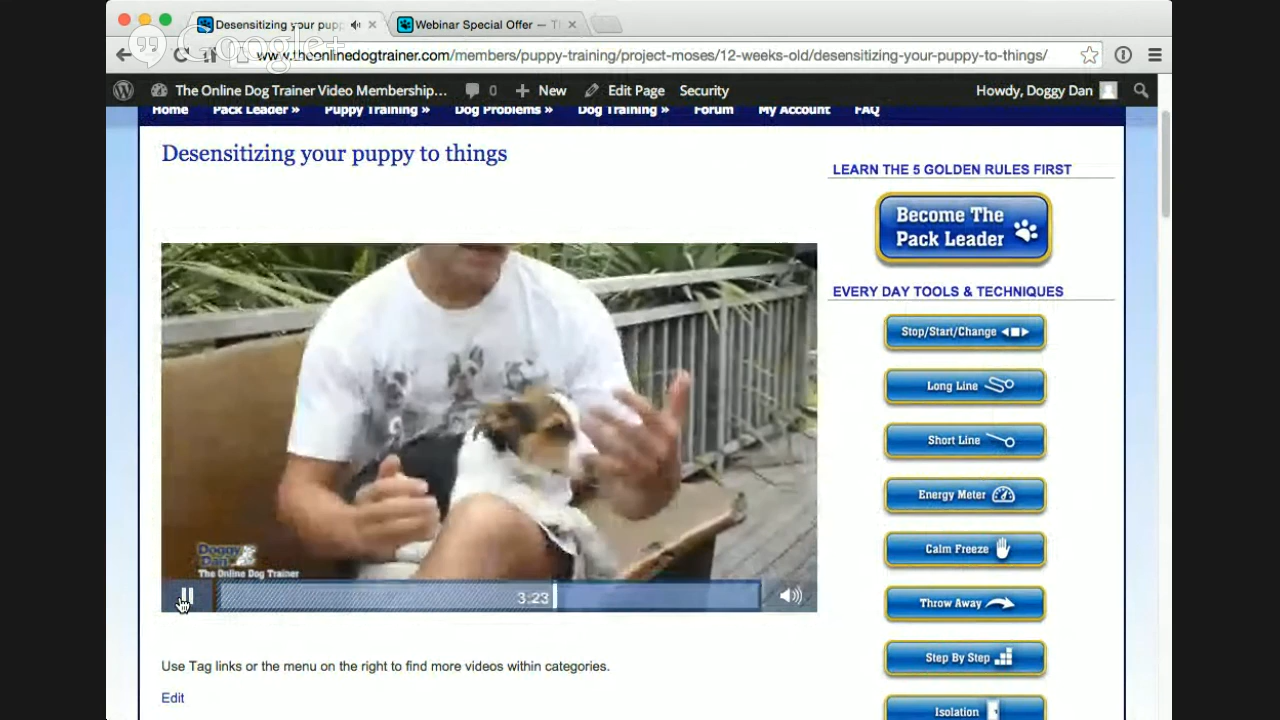 Desensitizing your pupp
Webinar Special Offer — T
Google+
www.theonlinedogtrainer.com/members/puppy-training/project-moses/12-weeks-old/desensitizing-your-puppy-to-things/
The Online Dog Trainer Video Membership...
0
New
Edit Page
Security
Howdy, Doggy Dan
Home
Pack Leader »
Puppy Training »
Dog Problems »
Dog Training »
Forum
My Account
FAQ
Desensitizing your puppy to things
LEARN THE 5 GOLDEN RULES FIRST
Become The
Pack Leader
EVERY DAY TOOLS & TECHNIQUES
Stop/Start/Change
Long Line
Short Line
Energy Meter
Calm Freeze
Throw Away
Step By Step
Isolation
Doggy
Dan
The Online Dog Trainer
3:23
Use Tag links or the menu on the right to find more videos within categories.
Edit